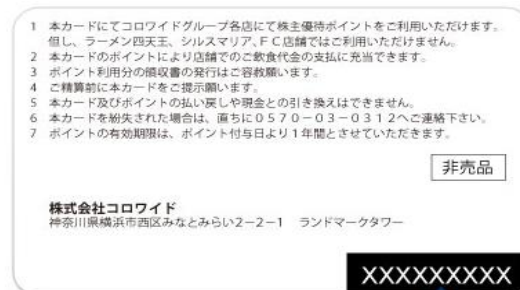 1 本カードにてコロワイドグループ各店にて株主優待ポイントをご利用いただけます。
但し、ラーメン四天王、シルスマリア、ＦＣ店舗ではご利用いただけません。
2 本カードのポイントにより店舗でのご飲食代金の支払に充当できます。
3 ポイント利用分の領収書の発行はご容赦願います。
4 ご精算前に本カードをご提示願います。
5 本カード及びポイントの払い戻しや現金との引き換えはできません。
6 本カードを紛失された場合は、直ちに０５７０－０３－０３１２へご連絡下さい。
7 ポイントの有効期限は、ポイント付与日より１年間とさせていただきます。
非売品
株式会社コロワイド
神奈川県横浜市西区みなとみらい2－2－1 ランドマークタワー
XXXXXXXXX